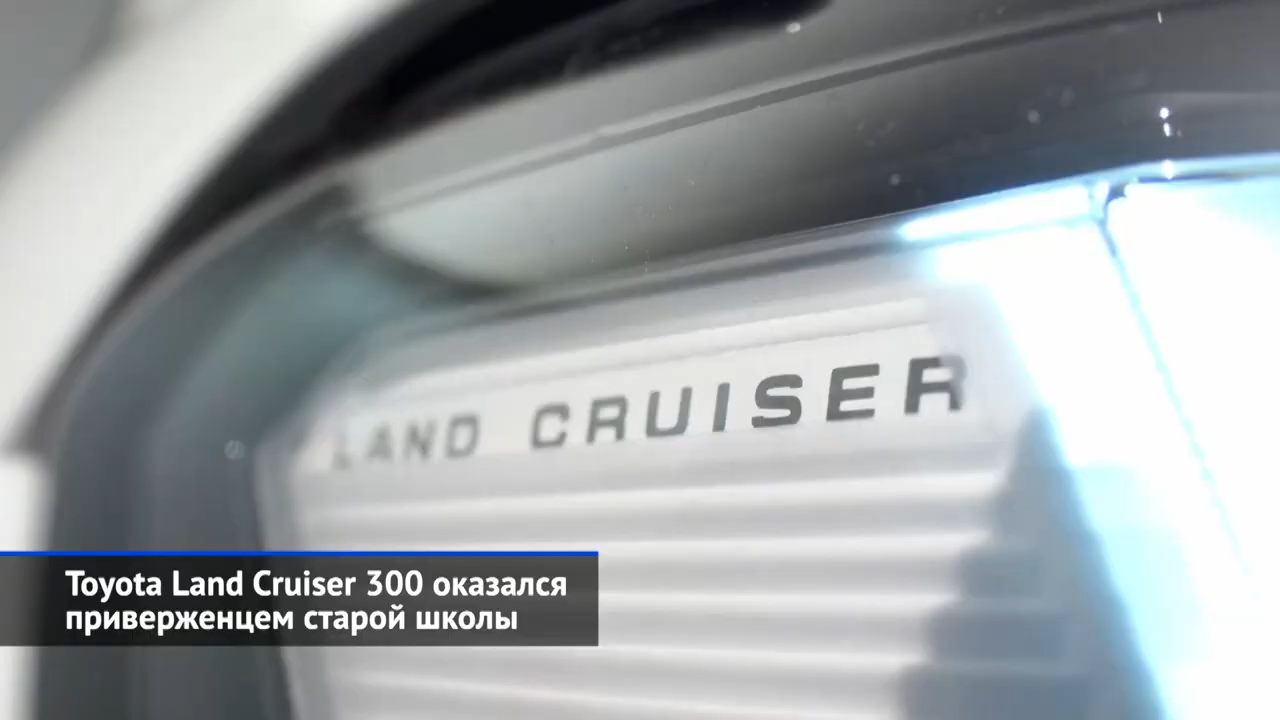 LAND CRUISER
Toyota Land Cruiser 300 оказался
приверженцем старой школы